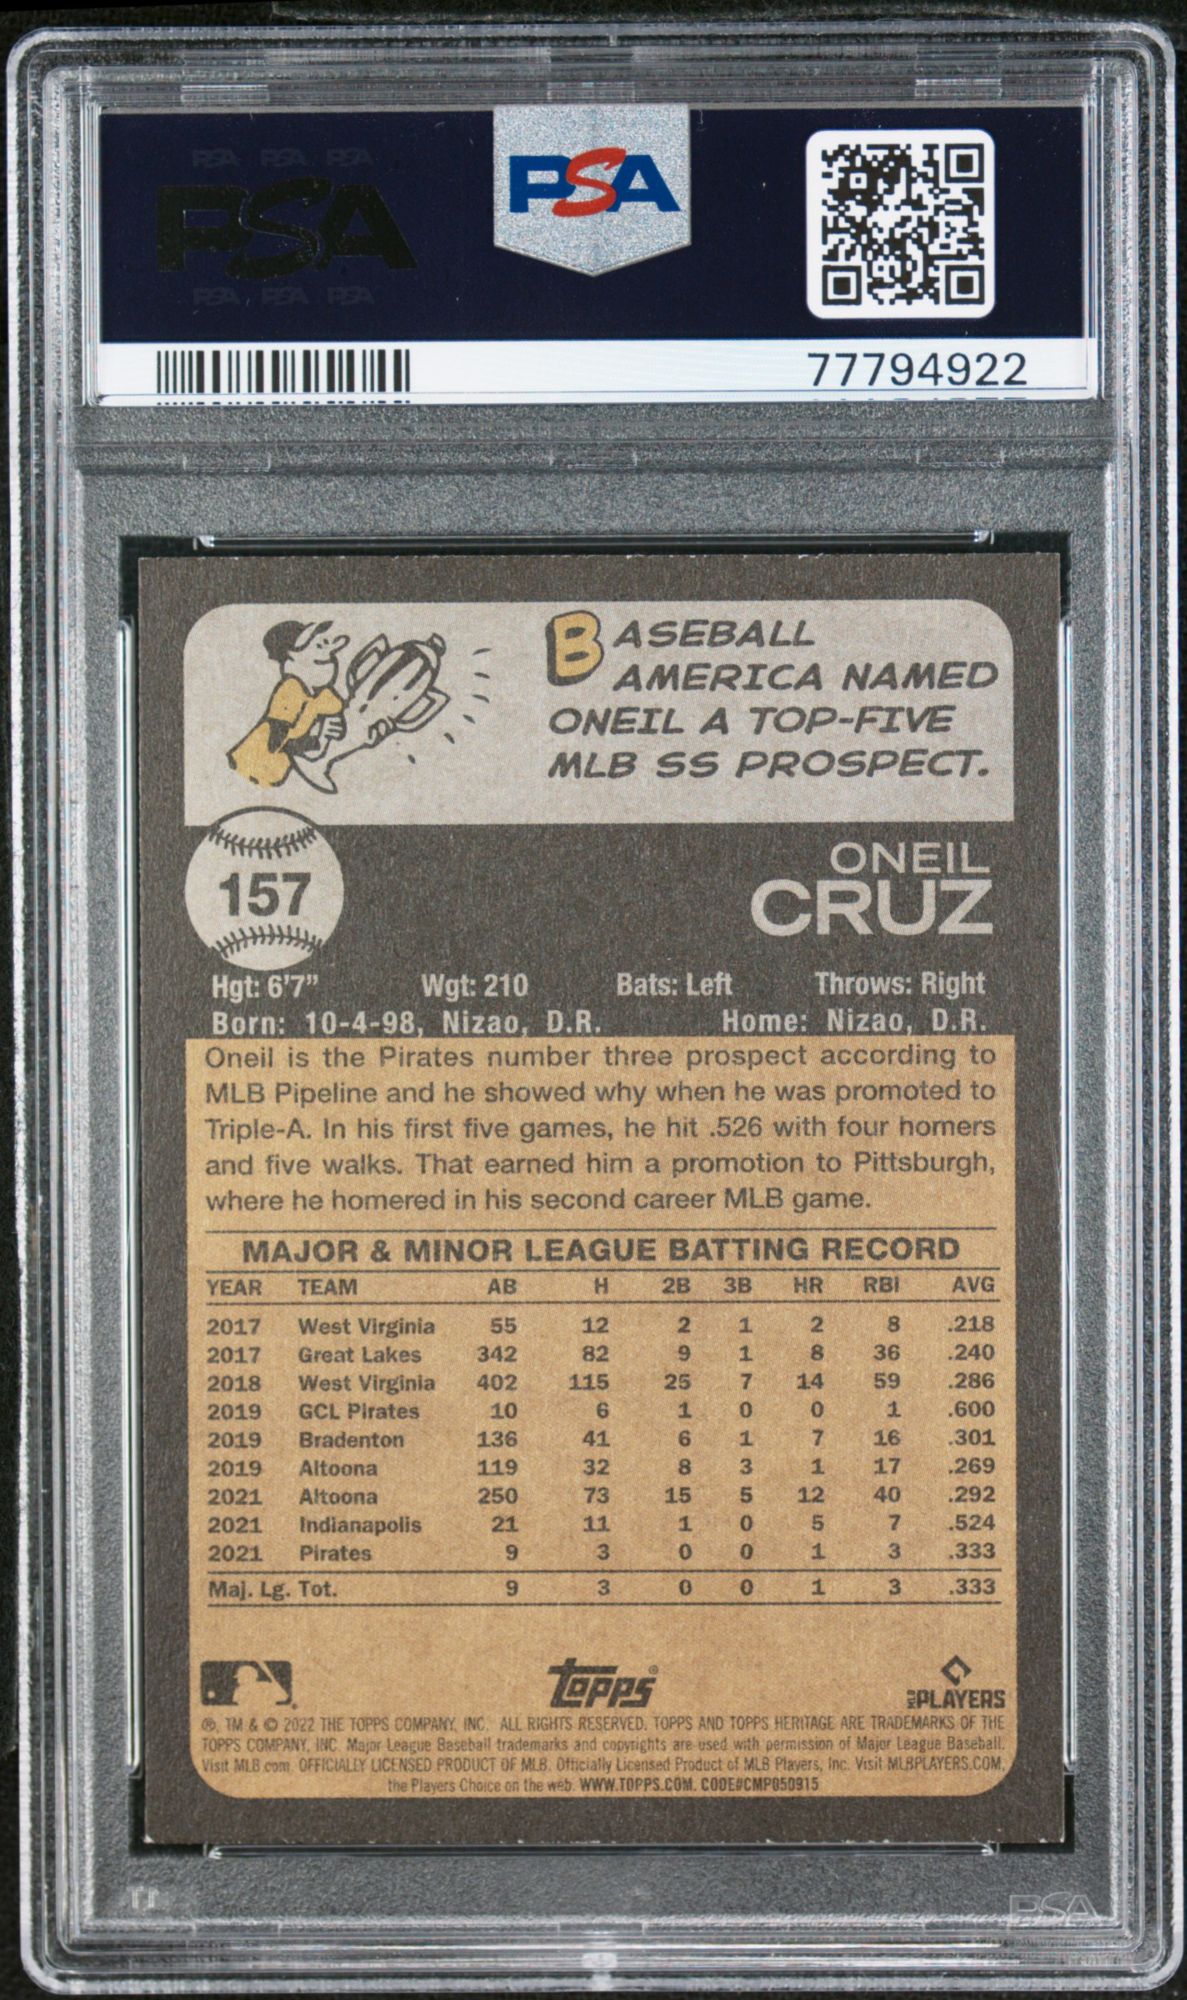 PSA PSA PSA
PSA
PSA PSA PSA
PSA
77794922
BASEBALL
AMERICA NAMED
ONEIL A TOP-FIVE
MLB SS PROSPECT.
157
ONEIL
CRUZ
Hgt: 6'7" Wgt: 210 Bats: Left Throws: Right
Born: 10-4-98, Nizao, D.R. Home: Nizao, D.R.
Oneil is the Pirates number three prospect according to
MLB Pipeline and he showed why when he was promoted to
Triple-A. In his first five games, he hit .526 with four homers
and five walks. That earned him a promotion to Pittsburgh,
where he homered in his second career MLB game.
MAJOR & MINOR LEAGUE BATTING RECORD
YEAR TEAM AB H 2B 3B HR RBI AVG
2017 West Virginia 55 12 2 1 2 8 .218
2017 Great Lakes 342 82 9 1 8 36 .240
2018 West Virginia 402 115 25 7 14 59 .286
2019 GCL Pirates 10 6 1 0 0 1 .600
2019 Bradenton 136 41 6 1 7 16 .301
2019 Altoona 119 32 8 3 1 17 .269
2021 Altoona 250 73 15 5 12 40 .292
2021 Indianapolis 21 11 1 0 5 7 .524
2021 Pirates 9 3 0 0 1 3 .333
Maj. Lg. Tot. 9 3 0 0 1 3 .333
Topps®
MLB PLAYERS
®, TM & © 2022 THE TOPPS COMPANY, INC. ALL RIGHTS RESERVED. TOPPS AND TOPPS HERITAGE ARE TRADEMARKS OF THE
TOPPS COMPANY, INC. Major League Baseball trademarks and copyrights are used with permission of Major League Baseball.
Visit MLB.com. OFFICIALLY LICENSED PRODUCT OF MLB. Officially Licensed Product of MLB Players, Inc. Visit MLBPLAYERS.COM,
the Players Choice on the web. WWW.TOPPS.COM. CODE#CMP050915
PSA